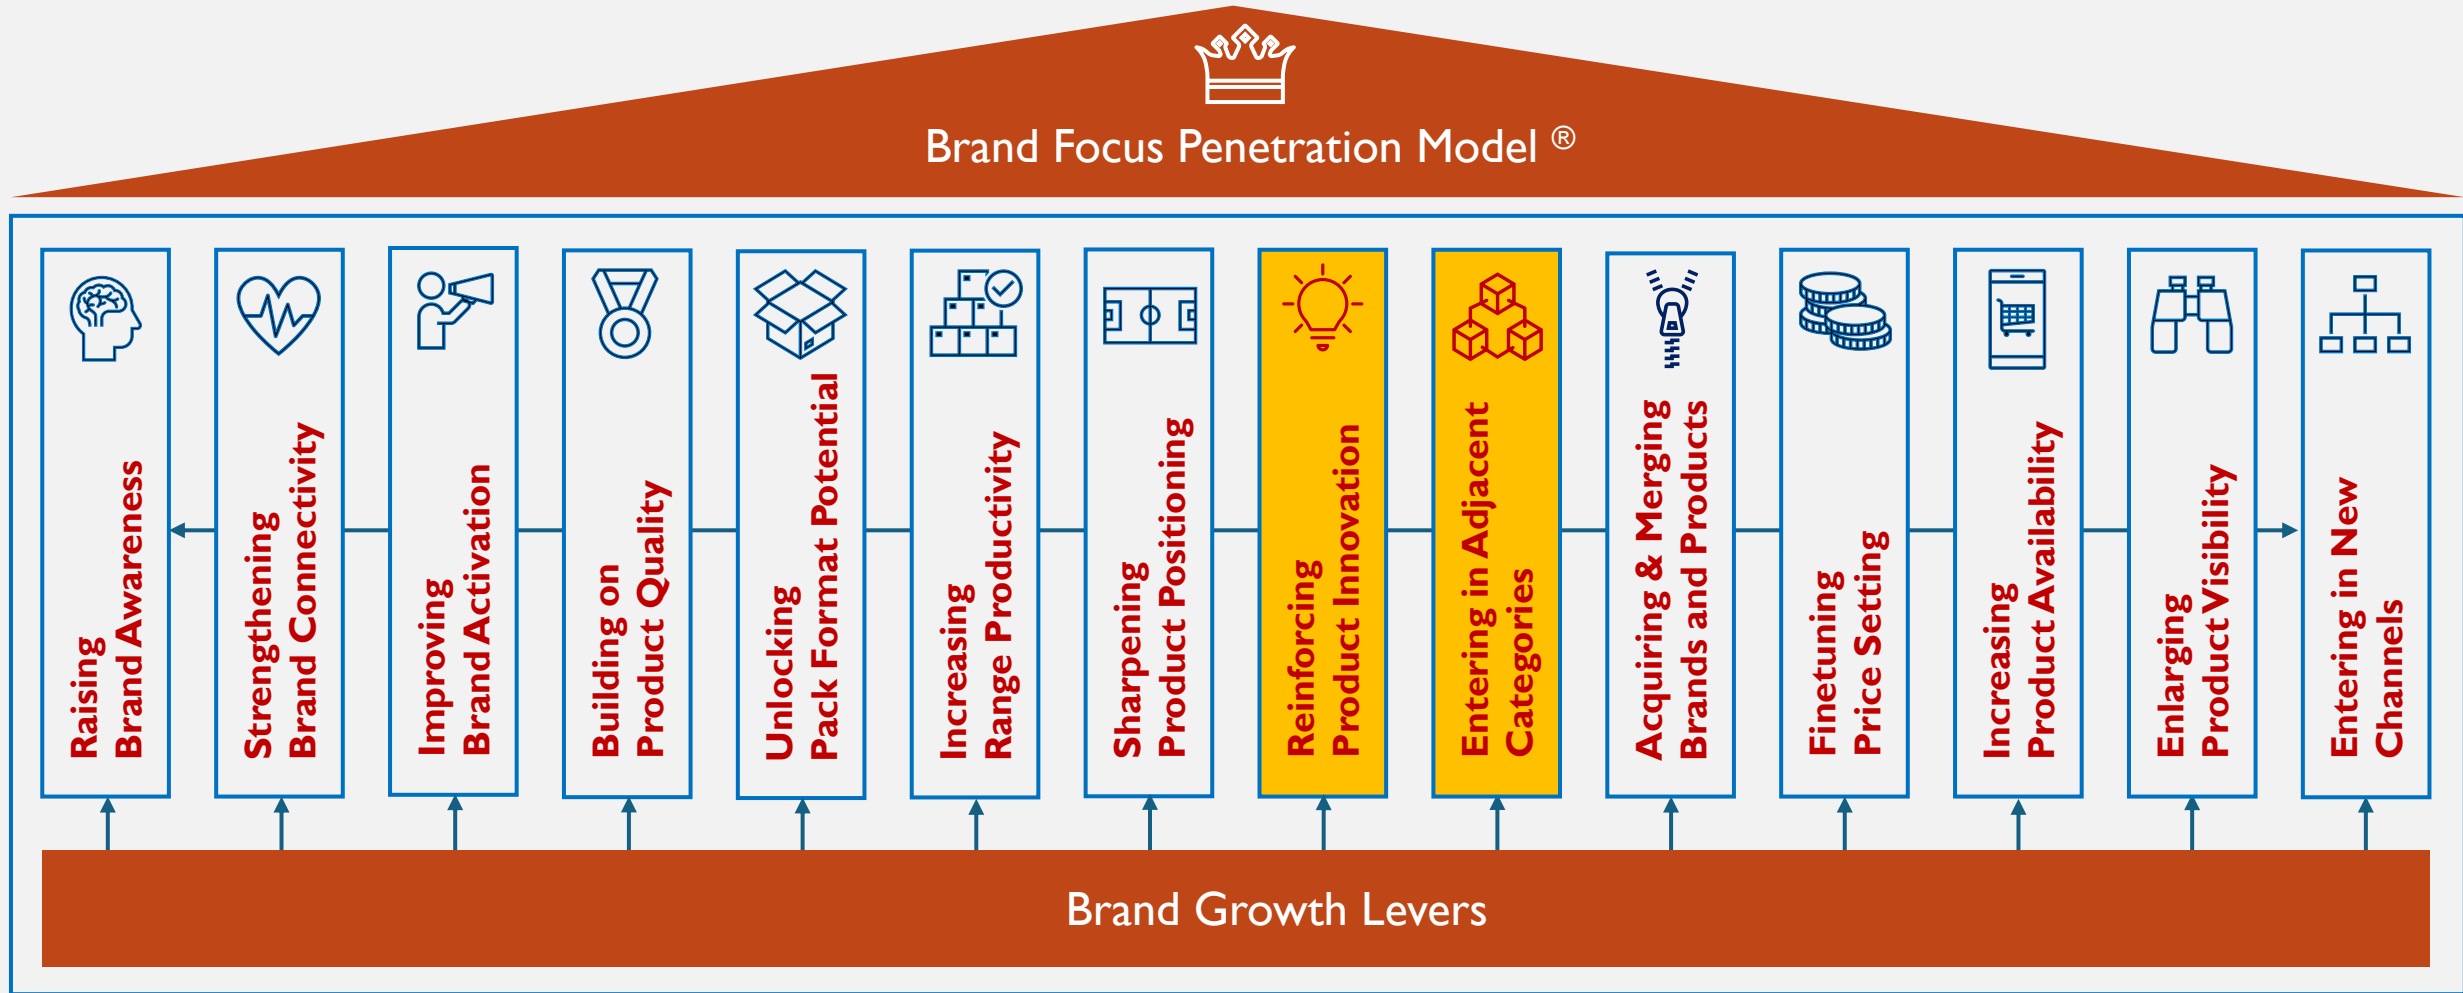 Brand Focus Penetration Model ®
Raising
Brand Awareness
Strengthening
Brand Connectivity
Improving
Brand Activation
Building on
Product Quality
Unlocking
Pack Format Potential
Increasing
Range Productivity
Sharpening
Product Positioning
Reinforcing
Product Innovation
Entering in Adjacent
Categories
Acquiring & Merging
Brands and Products
Finetuning
Price Setting
Increasing
Product Availability
Enlarging
Product Visibility
Entering in New
Channels
Brand Growth Levers